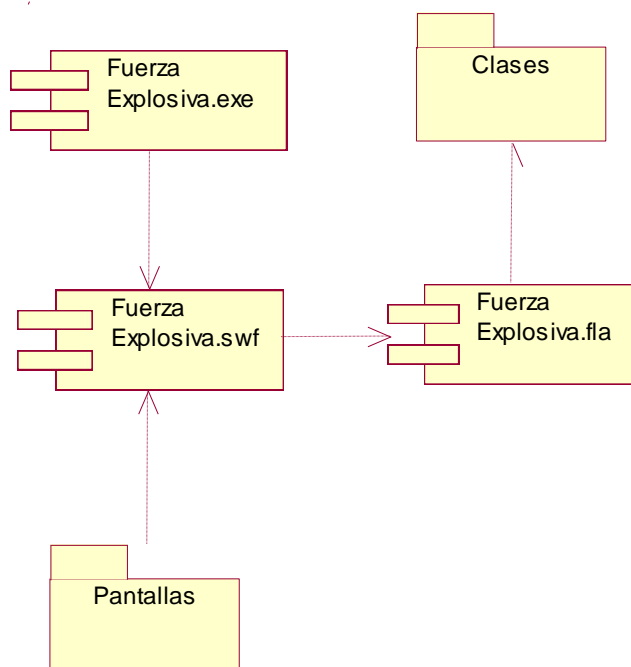 Fuerza
Explosiva.exe
Clases
Fuerza
Explosiva.swf
Fuerza
Explosiva.fla
Pantallas